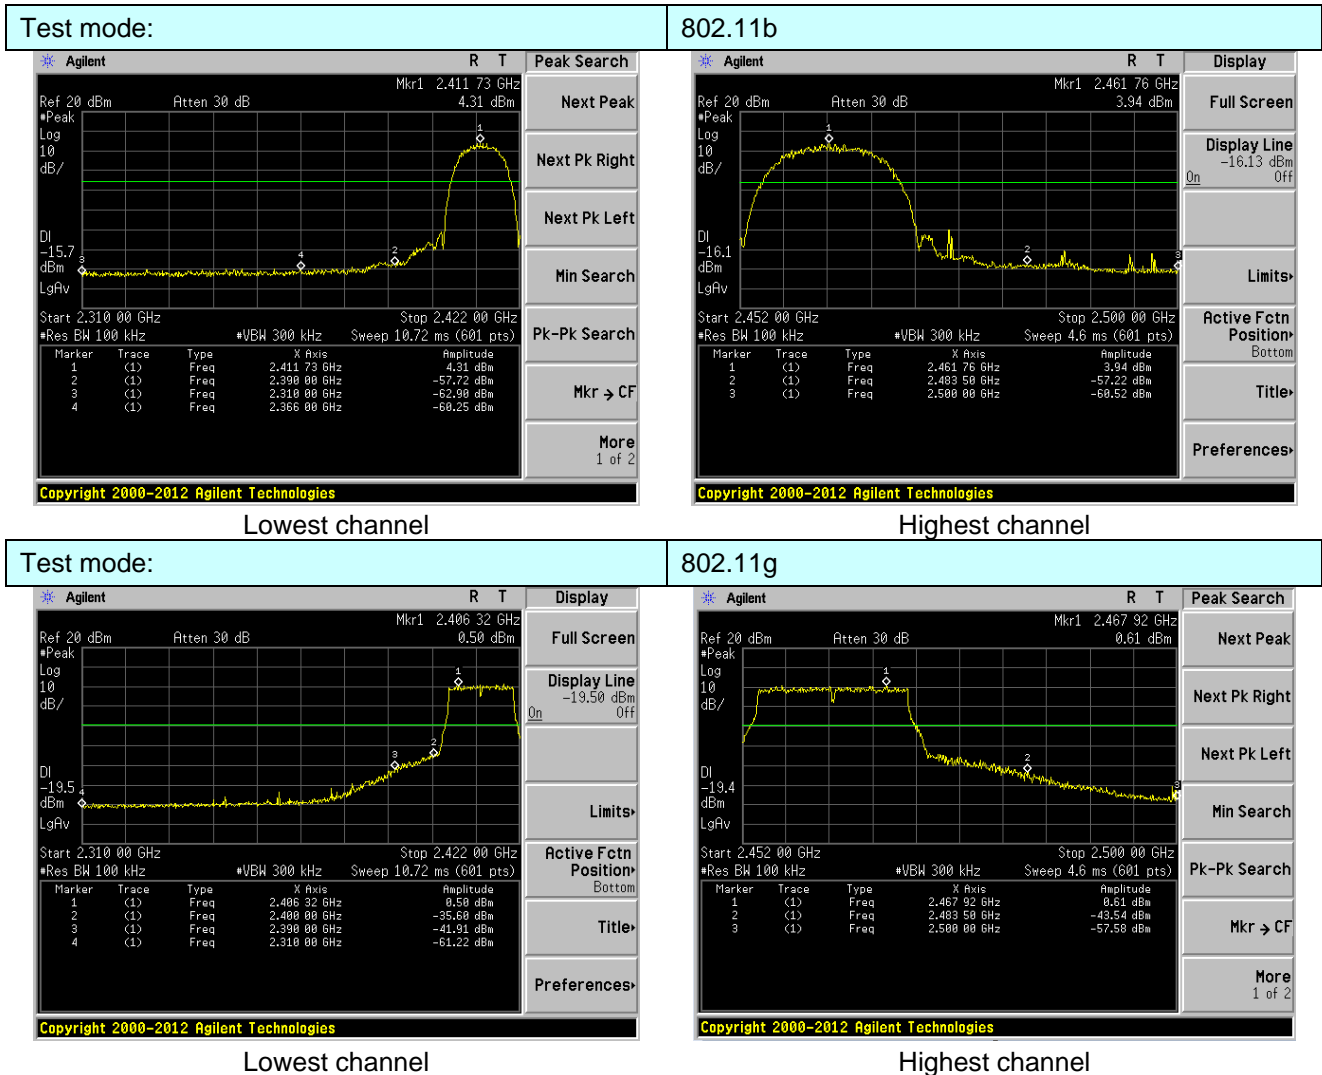 Test mode: 802.11b
Agilent R T Peak Search
Mkr1 2.411 73 GHz
Ref 20 dBm Atten 30 dB 4.31 dBm
#Peak
Log
10
dB/
DI
-15.7
dBm
LgAv
1
2
3
4
Start 2.310 00 GHz Stop 2.422 00 GHz
#Res BW 100 kHz #VBW 300 kHz Sweep 10.72 ms (601 pts)
Marker Trace Type X Axis Amplitude
1 (1) Freq 2.411 73 GHz 4.31 dBm
2 (1) Freq 2.390 00 GHz -57.72 dBm
3 (1) Freq 2.310 00 GHz -62.90 dBm
4 (1) Freq 2.366 00 GHz -60.25 dBm
Next Peak
Next Pk Right
Next Pk Left
Min Search
Pk-Pk Search
Mkr → CF
More
1 of 2
Copyright 2000-2012 Agilent Technologies
Lowest channel
Agilent R T Display
Mkr1 2.461 76 GHz
Ref 20 dBm Atten 30 dB 3.94 dBm
#Peak
Log
10
dB/
DI
-16.1
dBm
LgAv
1
2
3
Start 2.452 00 GHz Stop 2.500 00 GHz
#Res BW 100 kHz #VBW 300 kHz Sweep 4.6 ms (601 pts)
Marker Trace Type X Axis Amplitude
1 (1) Freq 2.461 76 GHz 3.94 dBm
2 (1) Freq 2.483 50 GHz -57.22 dBm
3 (1) Freq 2.500 00 GHz -60.52 dBm
Full Screen
Display Line
-16.13 dBm
On Off
Limits
Active Fctn
Position
Bottom
Title
Preferences
Copyright 2000-2012 Agilent Technologies
Highest channel
Test mode: 802.11g
Agilent R T Display
Mkr1 2.406 32 GHz
Ref 20 dBm Atten 30 dB 0.50 dBm
#Peak
Log
10
dB/
DI
-19.5
dBm
LgAv
1
2
3
4
Start 2.310 00 GHz Stop 2.422 00 GHz
#Res BW 100 kHz #VBW 300 kHz Sweep 10.72 ms (601 pts)
Marker Trace Type X Axis Amplitude
1 (1) Freq 2.406 32 GHz 0.50 dBm
2 (1) Freq 2.400 00 GHz -35.60 dBm
3 (1) Freq 2.390 00 GHz -41.91 dBm
4 (1) Freq 2.310 00 GHz -61.22 dBm
Full Screen
Display Line
-19.50 dBm
On Off
Limits
Active Fctn
Position
Bottom
Title
Preferences
Copyright 2000-2012 Agilent Technologies
Lowest channel
Agilent R T Peak Search
Mkr1 2.467 92 GHz
Ref 20 dBm Atten 30 dB 0.61 dBm
#Peak
Log
10
dB/
DI
-19.4
dBm
LgAv
1
2
3
Start 2.452 00 GHz Stop 2.500 00 GHz
#Res BW 100 kHz #VBW 300 kHz Sweep 4.6 ms (601 pts)
Marker Trace Type X Axis Amplitude
1 (1) Freq 2.467 92 GHz 0.61 dBm
2 (1) Freq 2.483 50 GHz -43.54 dBm
3 (1) Freq 2.500 00 GHz -57.58 dBm
Next Peak
Next Pk Right
Next Pk Left
Min Search
Pk-Pk Search
Mkr → CF
More
1 of 2
Copyright 2000-2012 Agilent Technologies
Highest channel